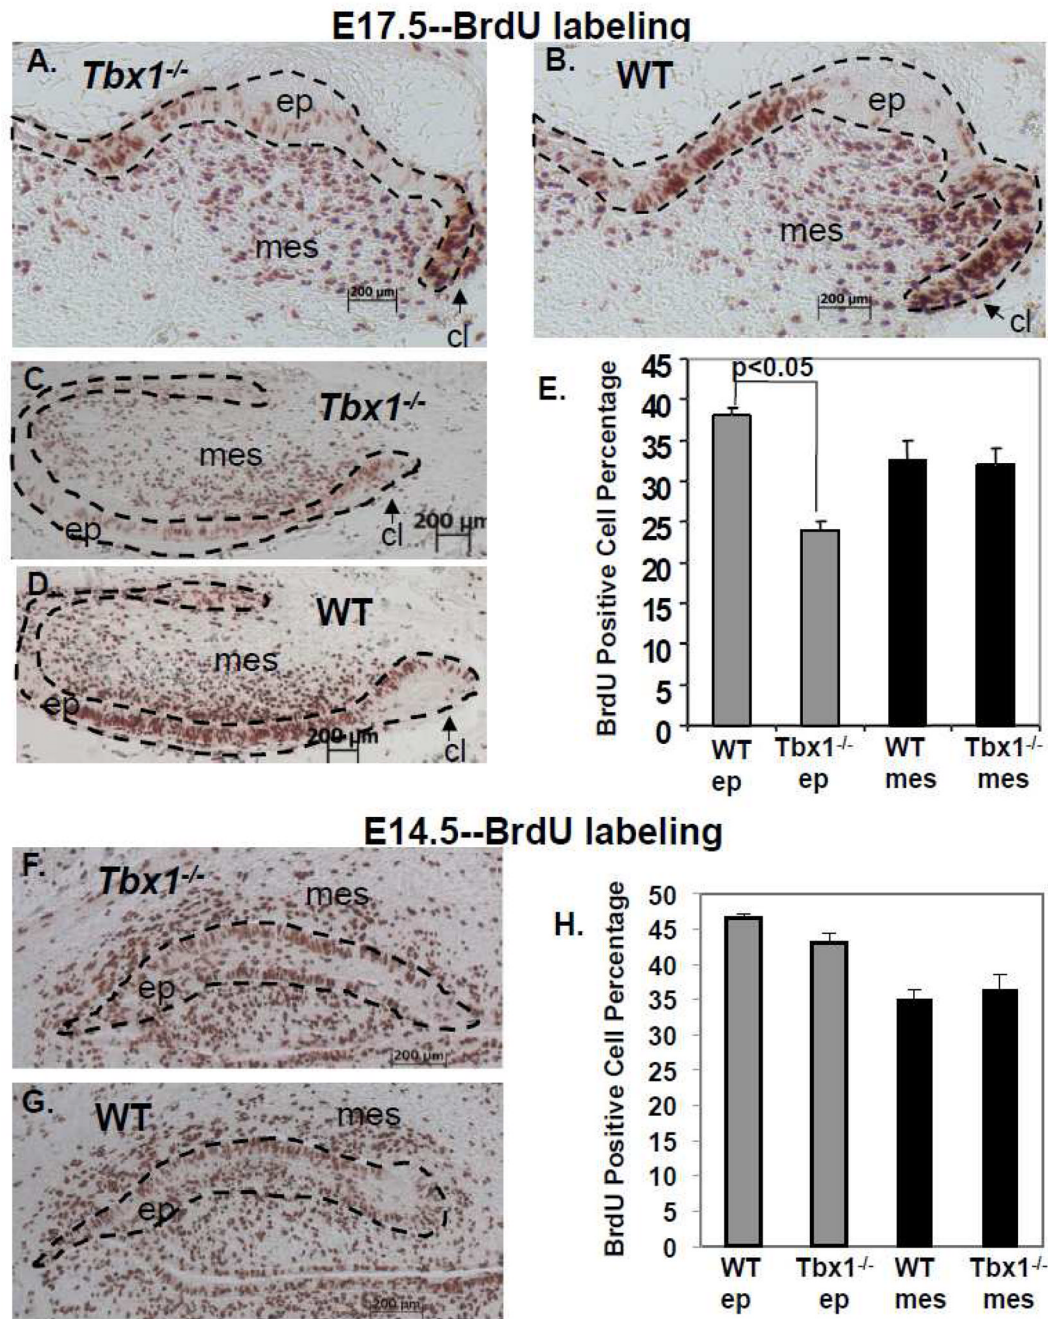 E17.5--BrdU labeling
A.
Tbx1-/-
ep
mes
200 µm
cl
B.
WT
ep
mes
200 µm
cl
C
Tbx1-/-
mes
ep
cl
200 µm
D.
WT
mes
ep
200 µm
cl
E.
BrdU Positive Cell Percentage
p<0.05
45
40
35
30
25
20
15
10
5
0
WT ep
Tbx1-/- ep
WT mes
Tbx1-/- mes
E14.5--BrdU labeling
F.
Tbx1-/-
mes
ep
200 µm
G.
WT
mes
ep
200 µm
H.
BrdU Positive Cell Percentage
50
45
40
35
30
25
20
15
10
5
0
WT ep
Tbx1-/- ep
WT mes
Tbx1-/- mes